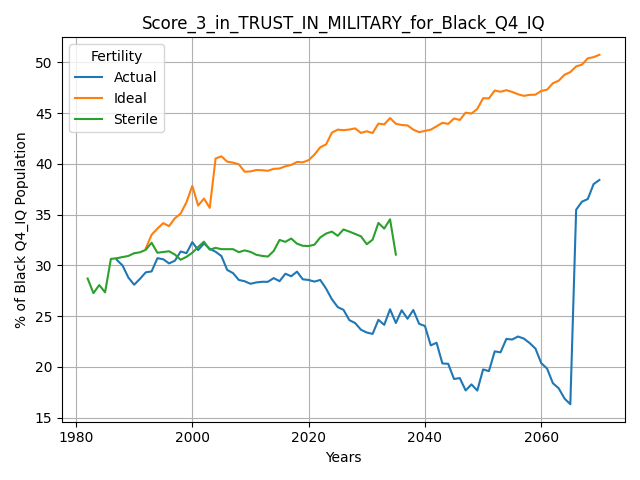 Score_3_in_TRUST_IN_MILITARY_for_Black_Q4_IQ
Fertility
Actual
Ideal
Sterile
% of Black Q4_IQ Population
50
45
40
35
30
25
20
15
1980
2000
2020
2040
2060
Years